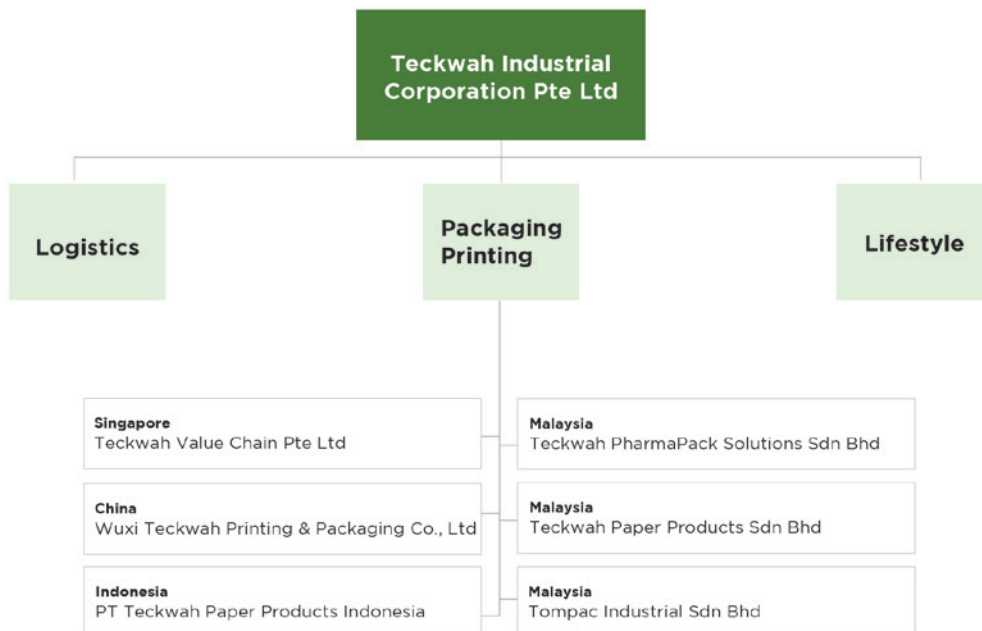 Teckwah Industrial
Corporation Pte Ltd
Logistics
Packaging
Printing
Lifestyle
Singapore
Teckwah Value Chain Pte Ltd
Malaysia
Teckwah PharmaPack Solutions Sdn Bhd
China
Wuxi Teckwah Printing & Packaging Co., Ltd
Malaysia
Teckwah Paper Products Sdn Bhd
Indonesia
PT Teckwah Paper Products Indonesia
Malaysia
Tompac Industrial Sdn Bhd